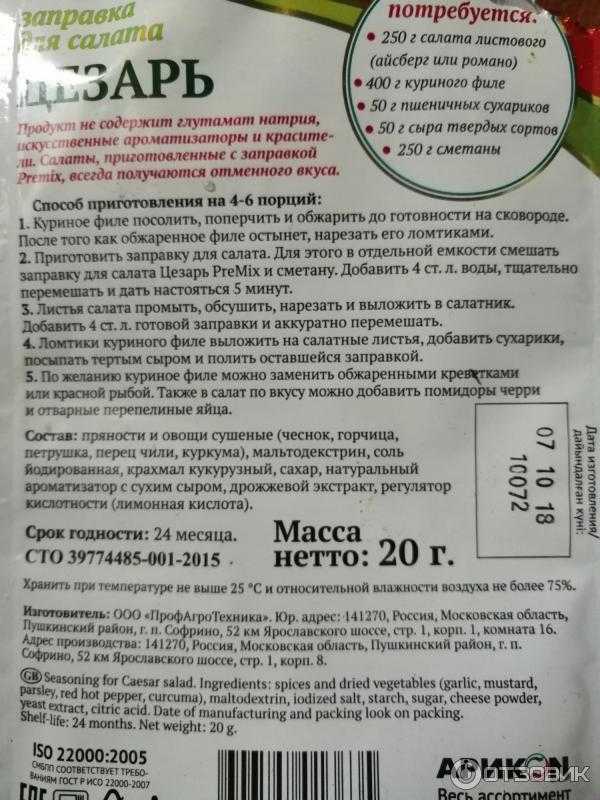 заправка
для салата
ЦЕЗАРЬ
потребуется:
• 250 г салата листового
(айсберг или романо)
• 400 г куриного филе
• 50 г пшеничных сухариков
• 50 г сыра твердых сортов
• 250 г сметаны
Продукт не содержит глутамат натрия,
искусственные ароматизаторы и красите-
ли. Салаты, приготовленные с заправкой
Premix, всегда получаются отменного вкуса.
Способ приготовления на 4-6 порций:
1. Куриное филе посолить, поперчить и обжарить до готовности на сковороде.
После того как обжаренное филе остынет, нарезать его ломтиками.
2. Приготовить заправку для салата. Для этого в отдельной емкости смешать
заправку для салата Цезарь PreMix и сметану. Добавить 4 ст. л. воды, тщательно
перемешать и дать настояться 5 минут.
3. Листья салата промыть, обсушить, нарезать и выложить в салатник.
Добавить 4 ст. л. готовой заправки и аккуратно перемешать.
4. Ломтики куриного филе выложить на салатные листья, добавить сухарики,
посыпать тертым сыром и полить оставшейся заправкой.
5. По желанию куриное филе можно заменить обжаренными креветками
или красной рыбой. Также в салат по вкусу можно добавить помидоры черри
и отварные перепелиные яйца.
Состав: пряности и овощи сушеные (чеснок, горчица,
петрушка, перец чили, куркума), мальтодекстрин, соль
йодированная, крахмал кукурузный, сахар, натуральный
ароматизатор с сухим сыром, дрожжевой экстракт, регулятор
кислотности (лимонная кислота).
Дата изготовления/
дайындалған күні:
07 10 18
10072
Срок годности: 24 месяца.
СТО 39774485-001-2015
Масса
нетто: 20 г.
Хранить при температуре не выше 25 °C и относительной влажности воздуха не более 75%.
Изготовитель: ООО «ПрофАгроТехника». Юр. адрес: 141270, Россия, Московская область,
Пушкинский район, г. п. Софрино, 52 км Ярославского шоссе, стр. 1, корп. 1, комната 16.
Адрес производства: 141270, Россия, Московская область, Пушкинский район, г. п.
Софрино, 52 км Ярославского шоссе, стр. 1, корп. 8.
GB Seasoning for Caesar salad. Ingredients: spices and dried vegetables (garlic, mustard,
parsley, red hot pepper, curcuma), maltodextrin, iodized salt, starch, sugar, cheese powder,
yeast extract, citric acid. Date of manufacturing and packing look on packing.
Shelf-life: 24 months. Net weight: 20 g.
ISO 22000:2005
СМБПП СООТВЕТСТВУЕТ ТРЕБО-
ВАНИЯМ ГОСТ Р ИСО 22000-2007
АЙИКОН
Весь ассортимент
ОТЗОВИК